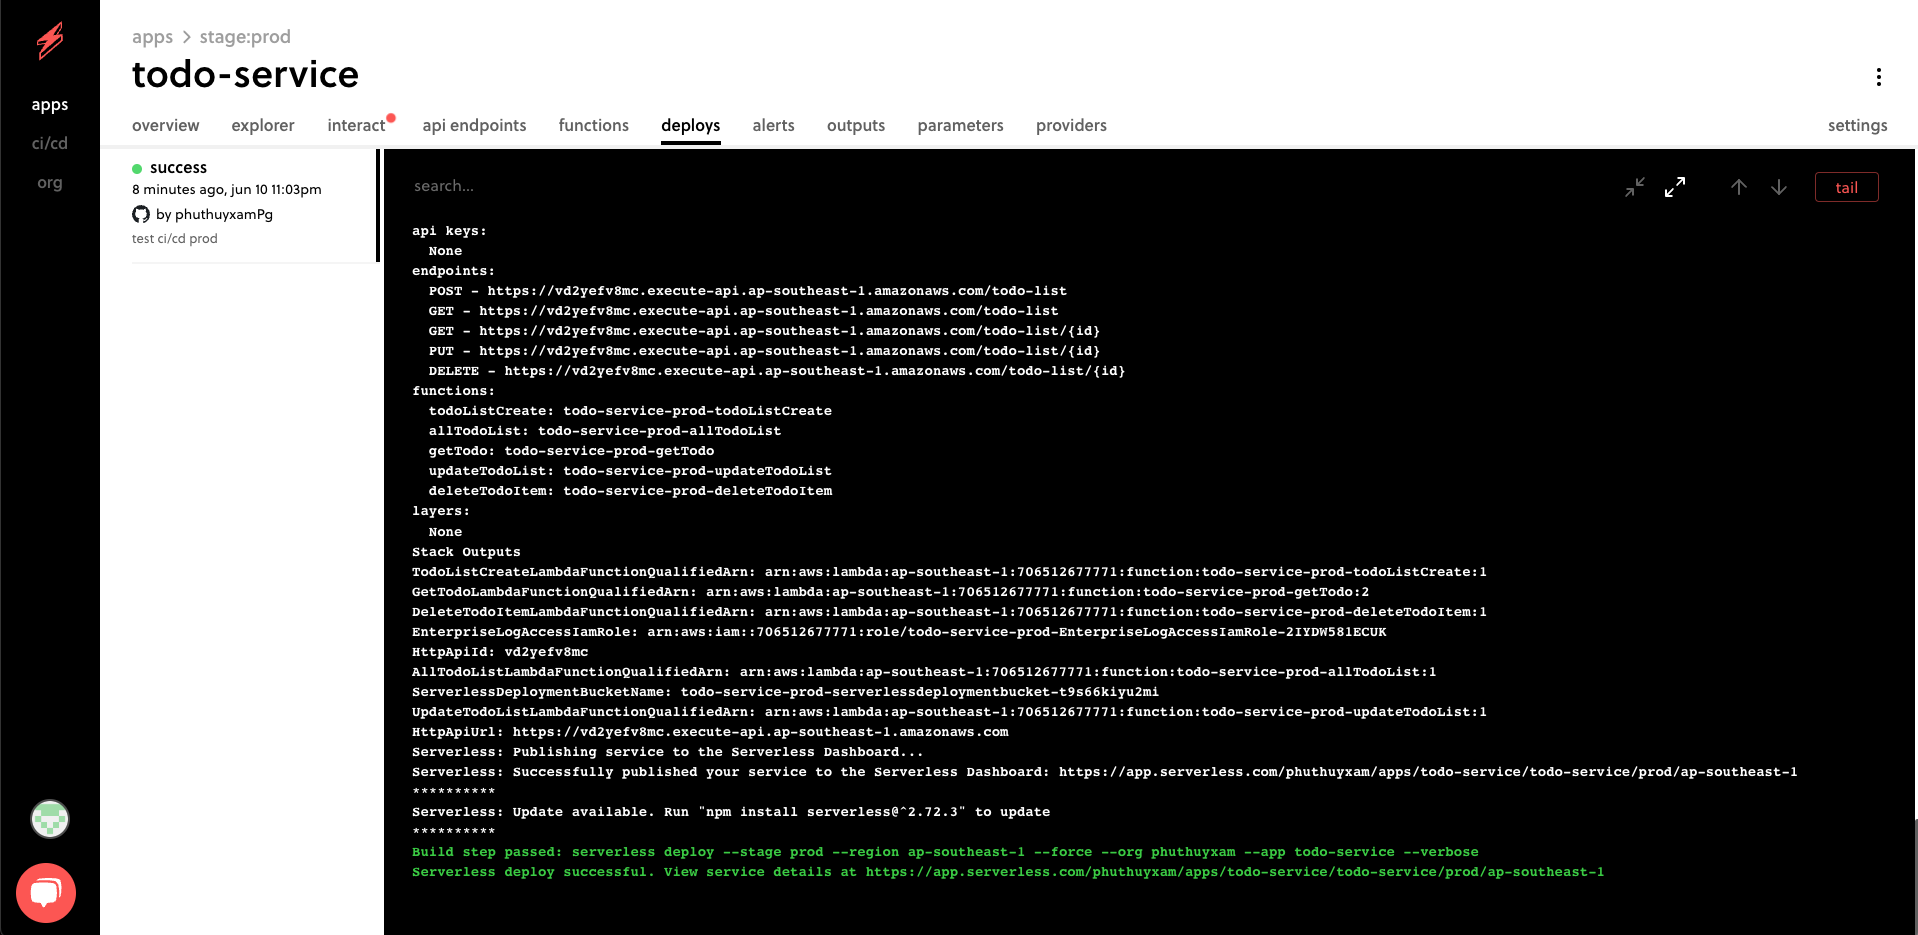 apps > stage:prod
todo-service
apps
ci/cd
org
overview explorer interact api endpoints functions deploys alerts outputs parameters providers settings
success
8 minutes ago, jun 10 11:03pm
by phuthuyxamPg
test ci/cd prod
search...
tail
api keys:
  None
endpoints:
  POST - https://vd2yefv8mc.execute-api.ap-southeast-1.amazonaws.com/todo-list
  GET - https://vd2yefv8mc.execute-api.ap-southeast-1.amazonaws.com/todo-list
  GET - https://vd2yefv8mc.execute-api.ap-southeast-1.amazonaws.com/todo-list/{id}
  PUT - https://vd2yefv8mc.execute-api.ap-southeast-1.amazonaws.com/todo-list/{id}
  DELETE - https://vd2yefv8mc.execute-api.ap-southeast-1.amazonaws.com/todo-list/{id}
functions:
  todoListCreate: todo-service-prod-todoListCreate
  allTodoList: todo-service-prod-allTodoList
  getTodo: todo-service-prod-getTodo
  updateTodoList: todo-service-prod-updateTodoList
  deleteTodoItem: todo-service-prod-deleteTodoItem
layers:
  None
Stack Outputs
TodoListCreateLambdaFunctionQualifiedArn: arn:aws:lambda:ap-southeast-1:706512677771:function:todo-service-prod-todoListCreate:1
GetTodoLambdaFunctionQualifiedArn: arn:aws:lambda:ap-southeast-1:706512677771:function:todo-service-prod-getTodo:2
DeleteTodoItemLambdaFunctionQualifiedArn: arn:aws:lambda:ap-southeast-1:706512677771:function:todo-service-prod-deleteTodoItem:1
EnterpriseLogAccessIamRole: arn:aws:iam::706512677771:role/todo-service-prod-EnterpriseLogAccessIamRole-2IYDW581ECUK
HttpApiId: vd2yefv8mc
AllTodoListLambdaFunctionQualifiedArn: arn:aws:lambda:ap-southeast-1:706512677771:function:todo-service-prod-allTodoList:1
ServerlessDeploymentBucketName: todo-service-prod-serverlessdeploymentbucket-t9s66kiyu2mi
UpdateTodoListLambdaFunctionQualifiedArn: arn:aws:lambda:ap-southeast-1:706512677771:function:todo-service-prod-updateTodoList:1
HttpApiUrl: https://vd2yefv8mc.execute-api.ap-southeast-1.amazonaws.com
Serverless: Publishing service to the Serverless Dashboard...
Serverless: Successfully published your service to the Serverless Dashboard: https://app.serverless.com/phuthuyxam/apps/todo-service/todo-service/prod/ap-southeast-1
**********
Serverless: Update available. Run "npm install serverless@^2.72.3" to update
**********
Build step passed: serverless deploy --stage prod --region ap-southeast-1 --force --org phuthuyxam --app todo-service --verbose
Serverless deploy successful. View service details at https://app.serverless.com/phuthuyxam/apps/todo-service/todo-service/prod/ap-southeast-1